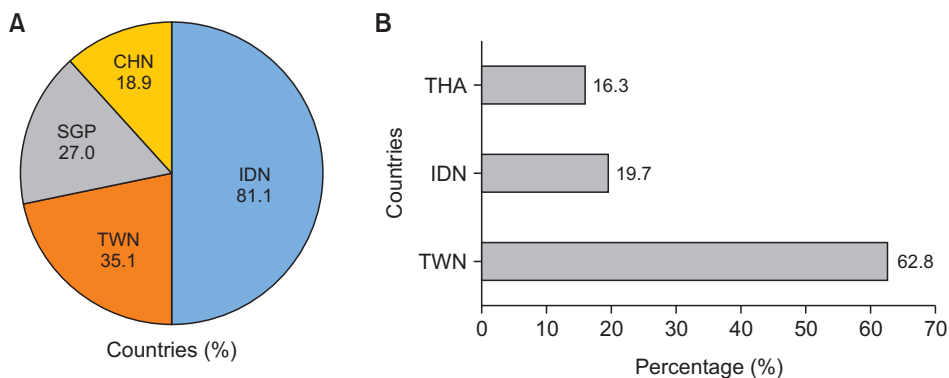 A
CHN
18.9
SGP
27.0
IDN
81.1
TWN
35.1
Countries (%)
B
Countries
THA
16.3
IDN
19.7
TWN
62.8
0 10 20 30 40 50 60 70
Percentage (%)